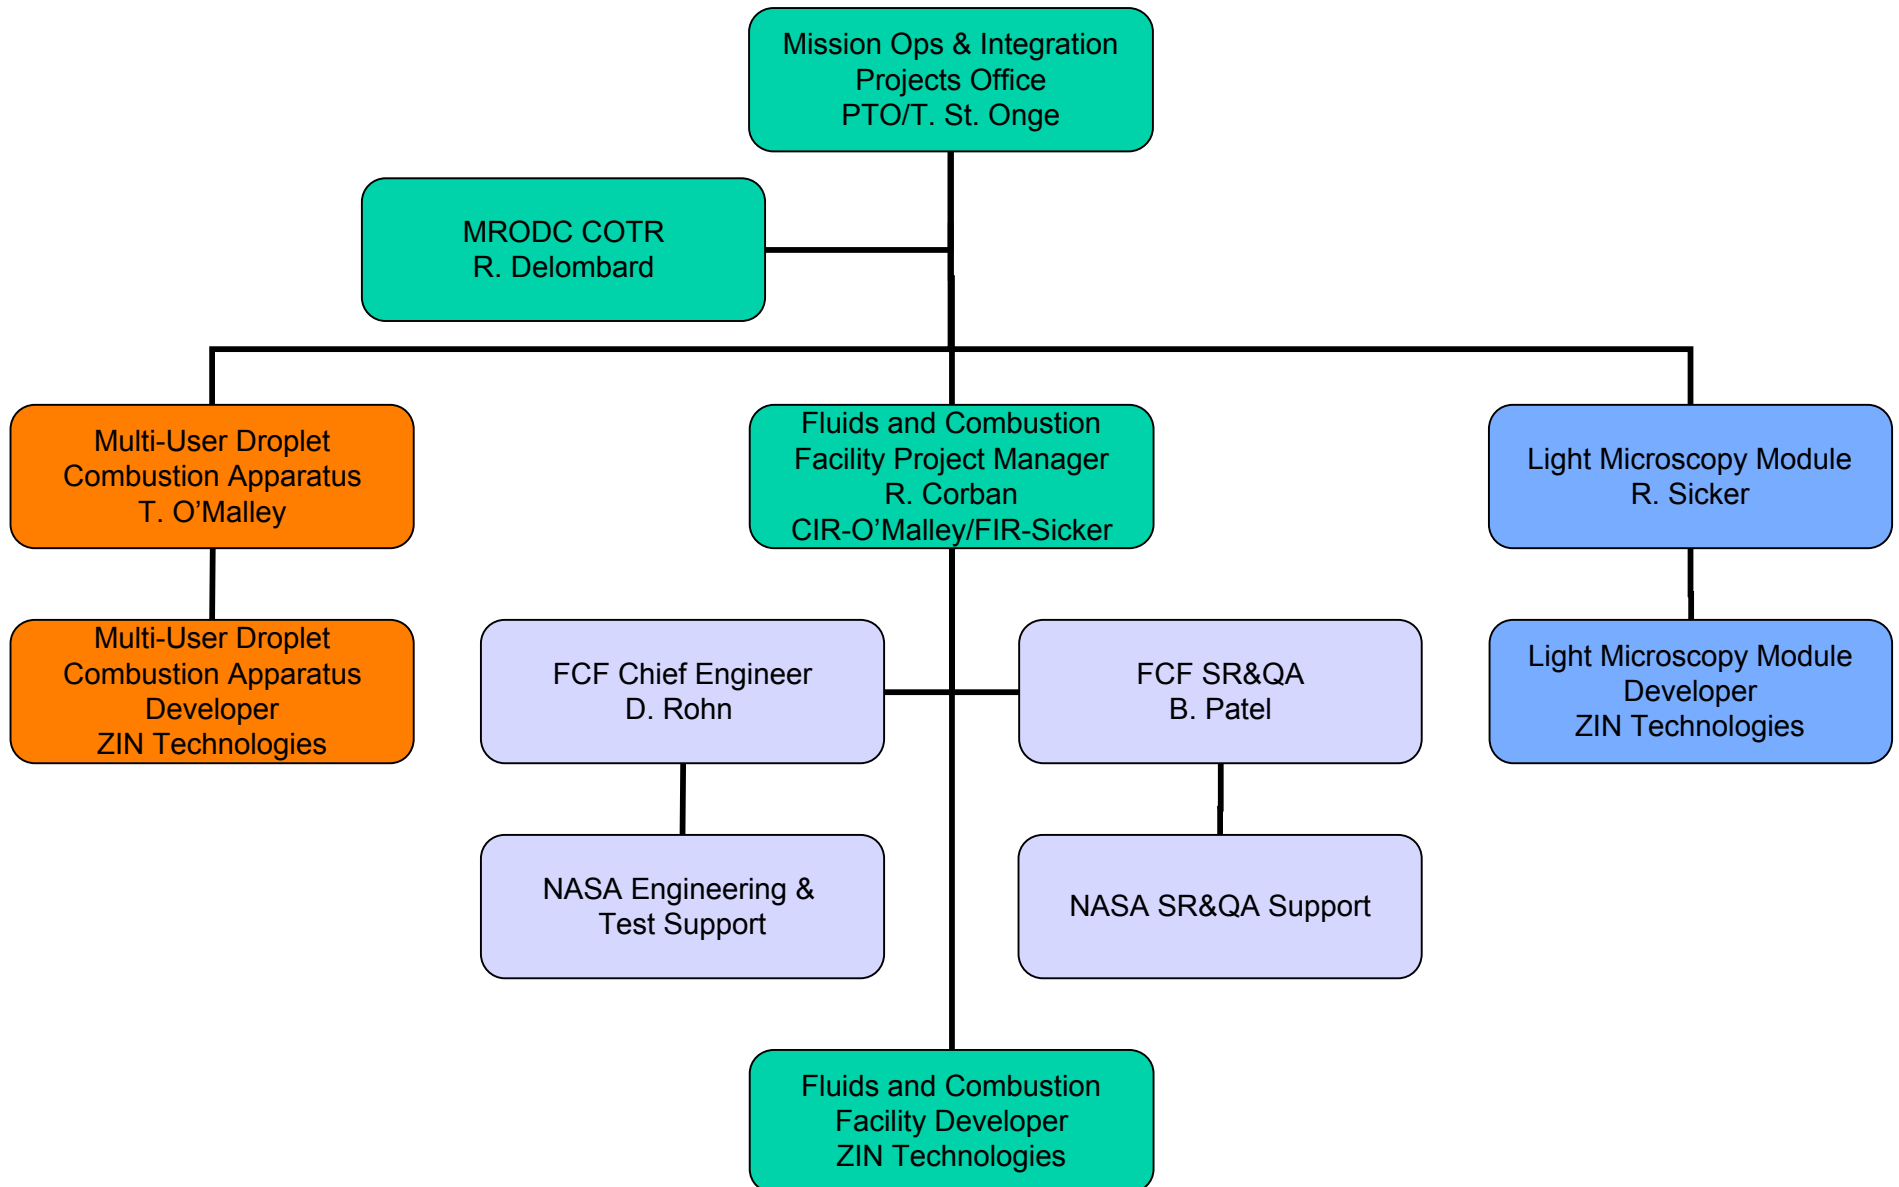 Mission Ops & Integration
Projects Office
PTO/T. St. Onge
MRODC COTR
R. Delombard
Multi-User Droplet
Combustion Apparatus
T. O’Malley
Fluids and Combustion
Facility Project Manager
R. Corban
CIR-O’Malley/FIR-Sicker
Light Microscopy Module
R. Sicker
Multi-User Droplet
Combustion Apparatus
Developer
ZIN Technologies
FCF Chief Engineer
D. Rohn
FCF SR&QA
B. Patel
Light Microscopy Module
Developer
ZIN Technologies
NASA Engineering &
Test Support
NASA SR&QA Support
Fluids and Combustion
Facility Developer
ZIN Technologies